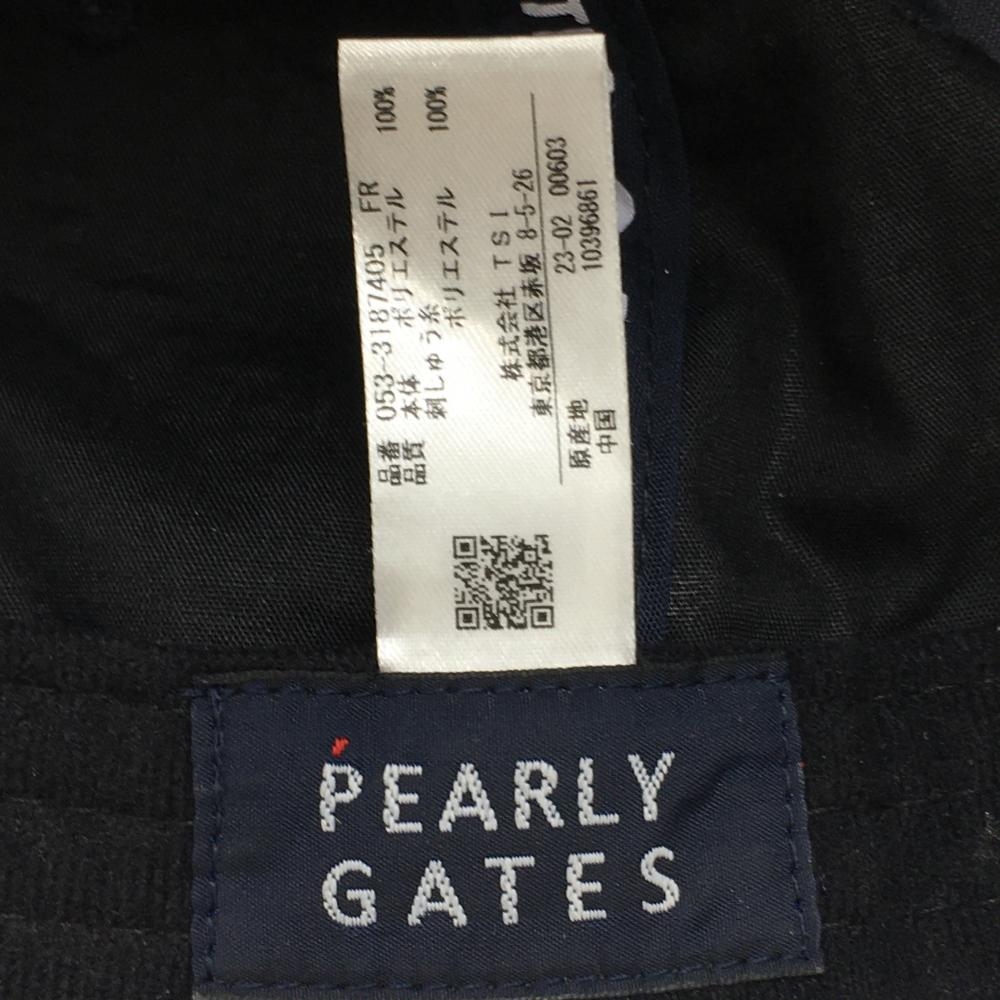 品番 053-3187405 FR
品質 本体 ポリエステル 100%
刺しゅう糸
ポリエステル 100%
株式会社 TSI
東京都港区赤坂 8-5-26
原産地 23-02 00603
中国 10396861
PEARLY
GATES